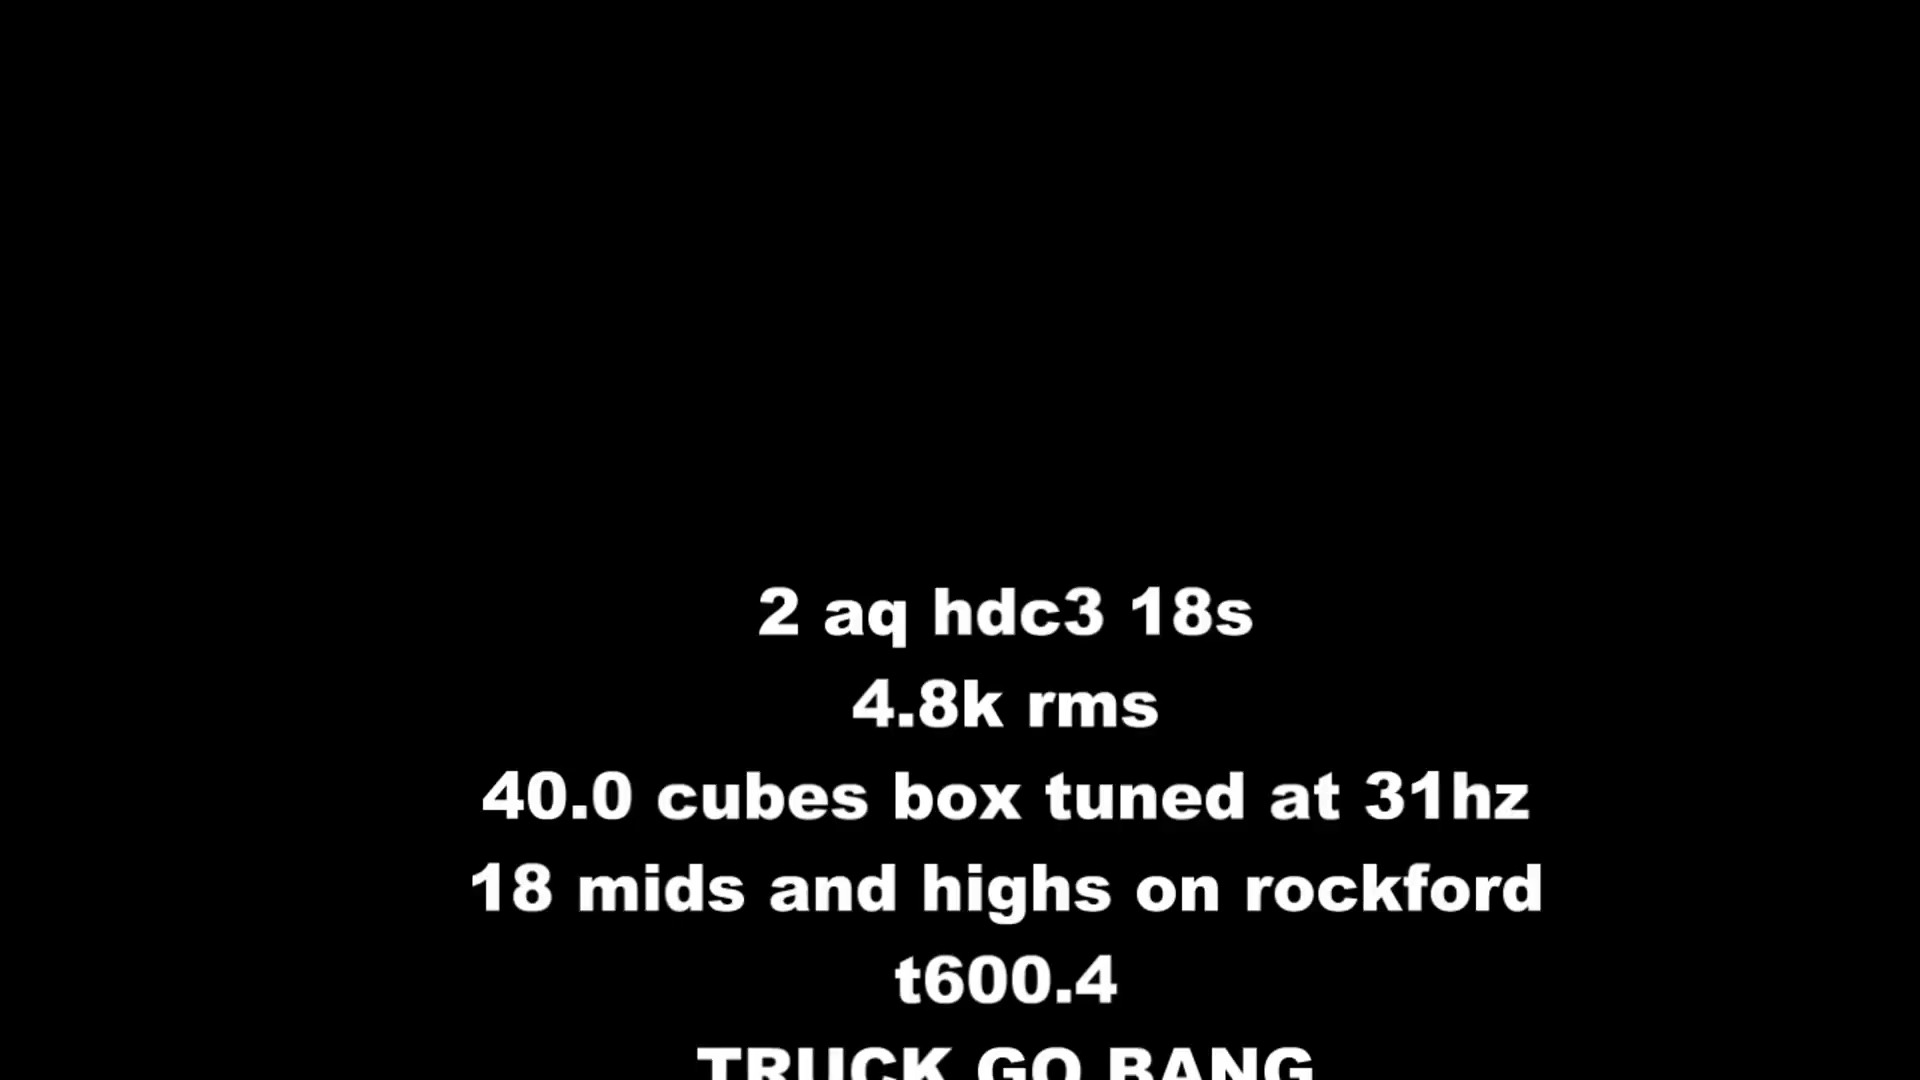 2 aq hdc3 18s
4.8k rms
40.0 cubes box tuned at 31hz
18 mids and highs on rockford
t600.4
TRUCK GO BANG